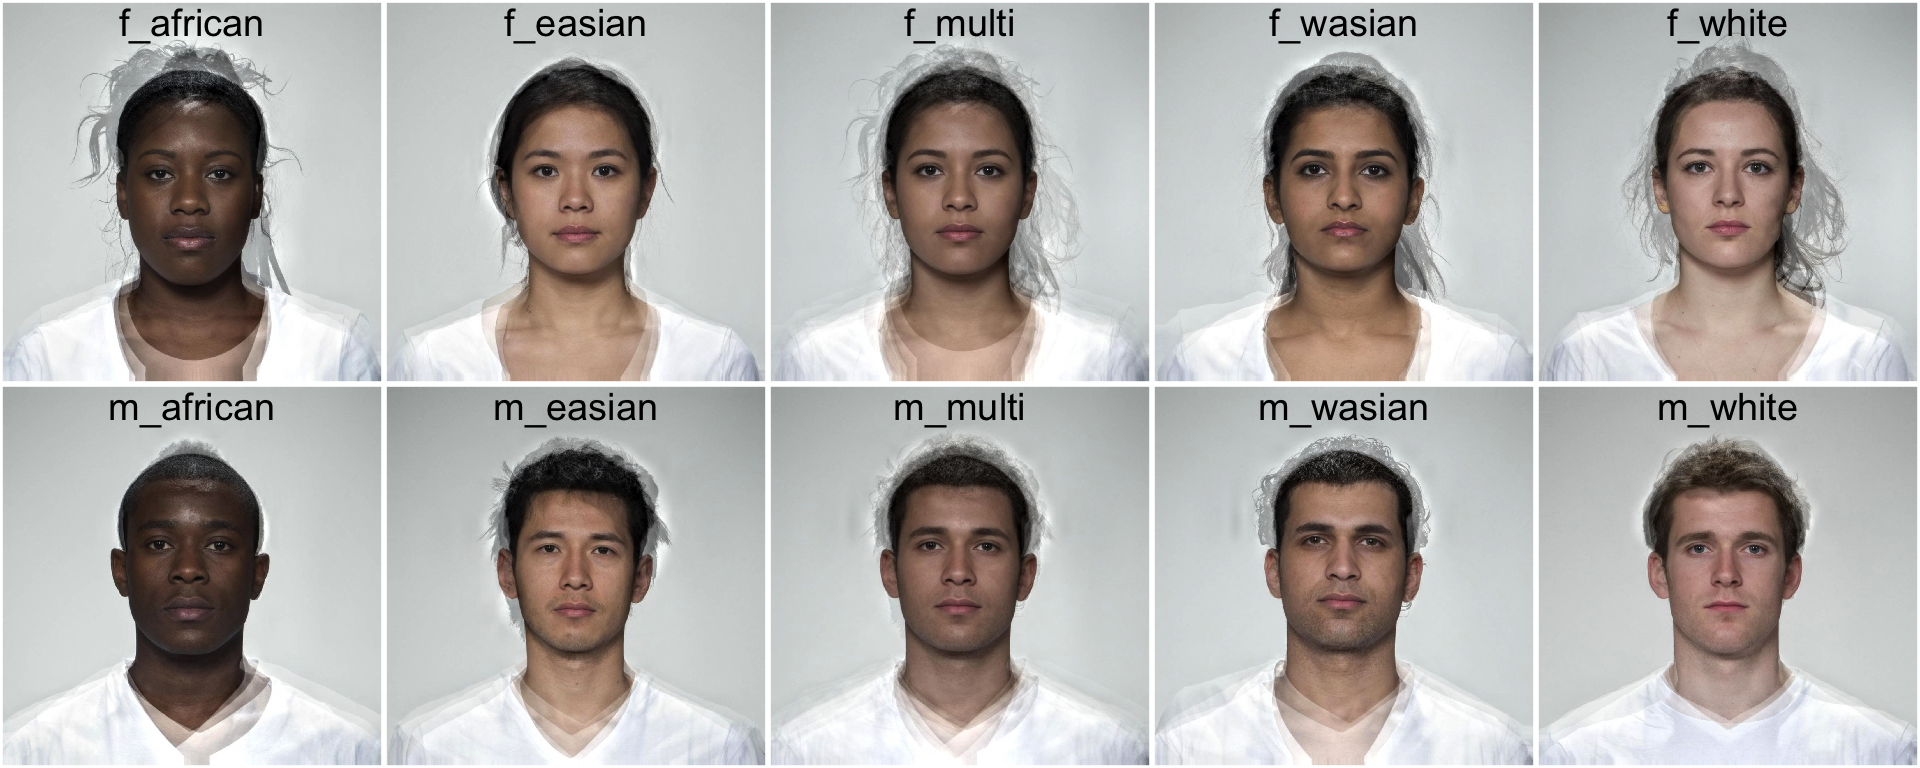 f_african
f_easian
f_multi
f_wasian
f_white
m_african
m_easian
m_multi
m_wasian
m_white